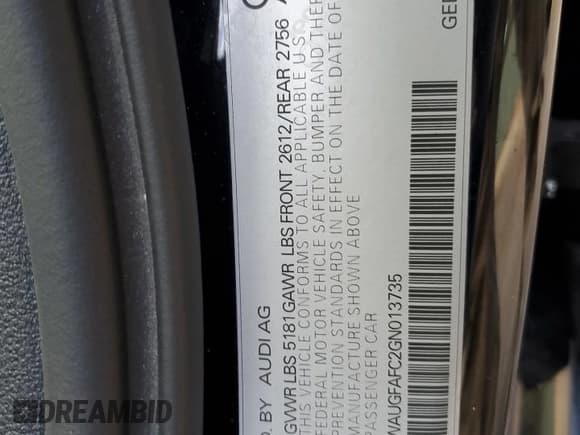 D. BY AUDI AG
GVWR LBS 5181 GAWR LBS FRONT 2612/REAR 2756
THIS VEHICLE CONFORMS TO ALL APPLICABLE U.S.
FEDERAL MOTOR VEHICLE SAFETY, BUMPER AND THEF
PREVENTION STANDARDS IN EFFECT ON THE DATE OF
MANUFACTURE SHOWN ABOVE
PASSENGER CAR
WAUGFAFC2GN013735
DREAMBID